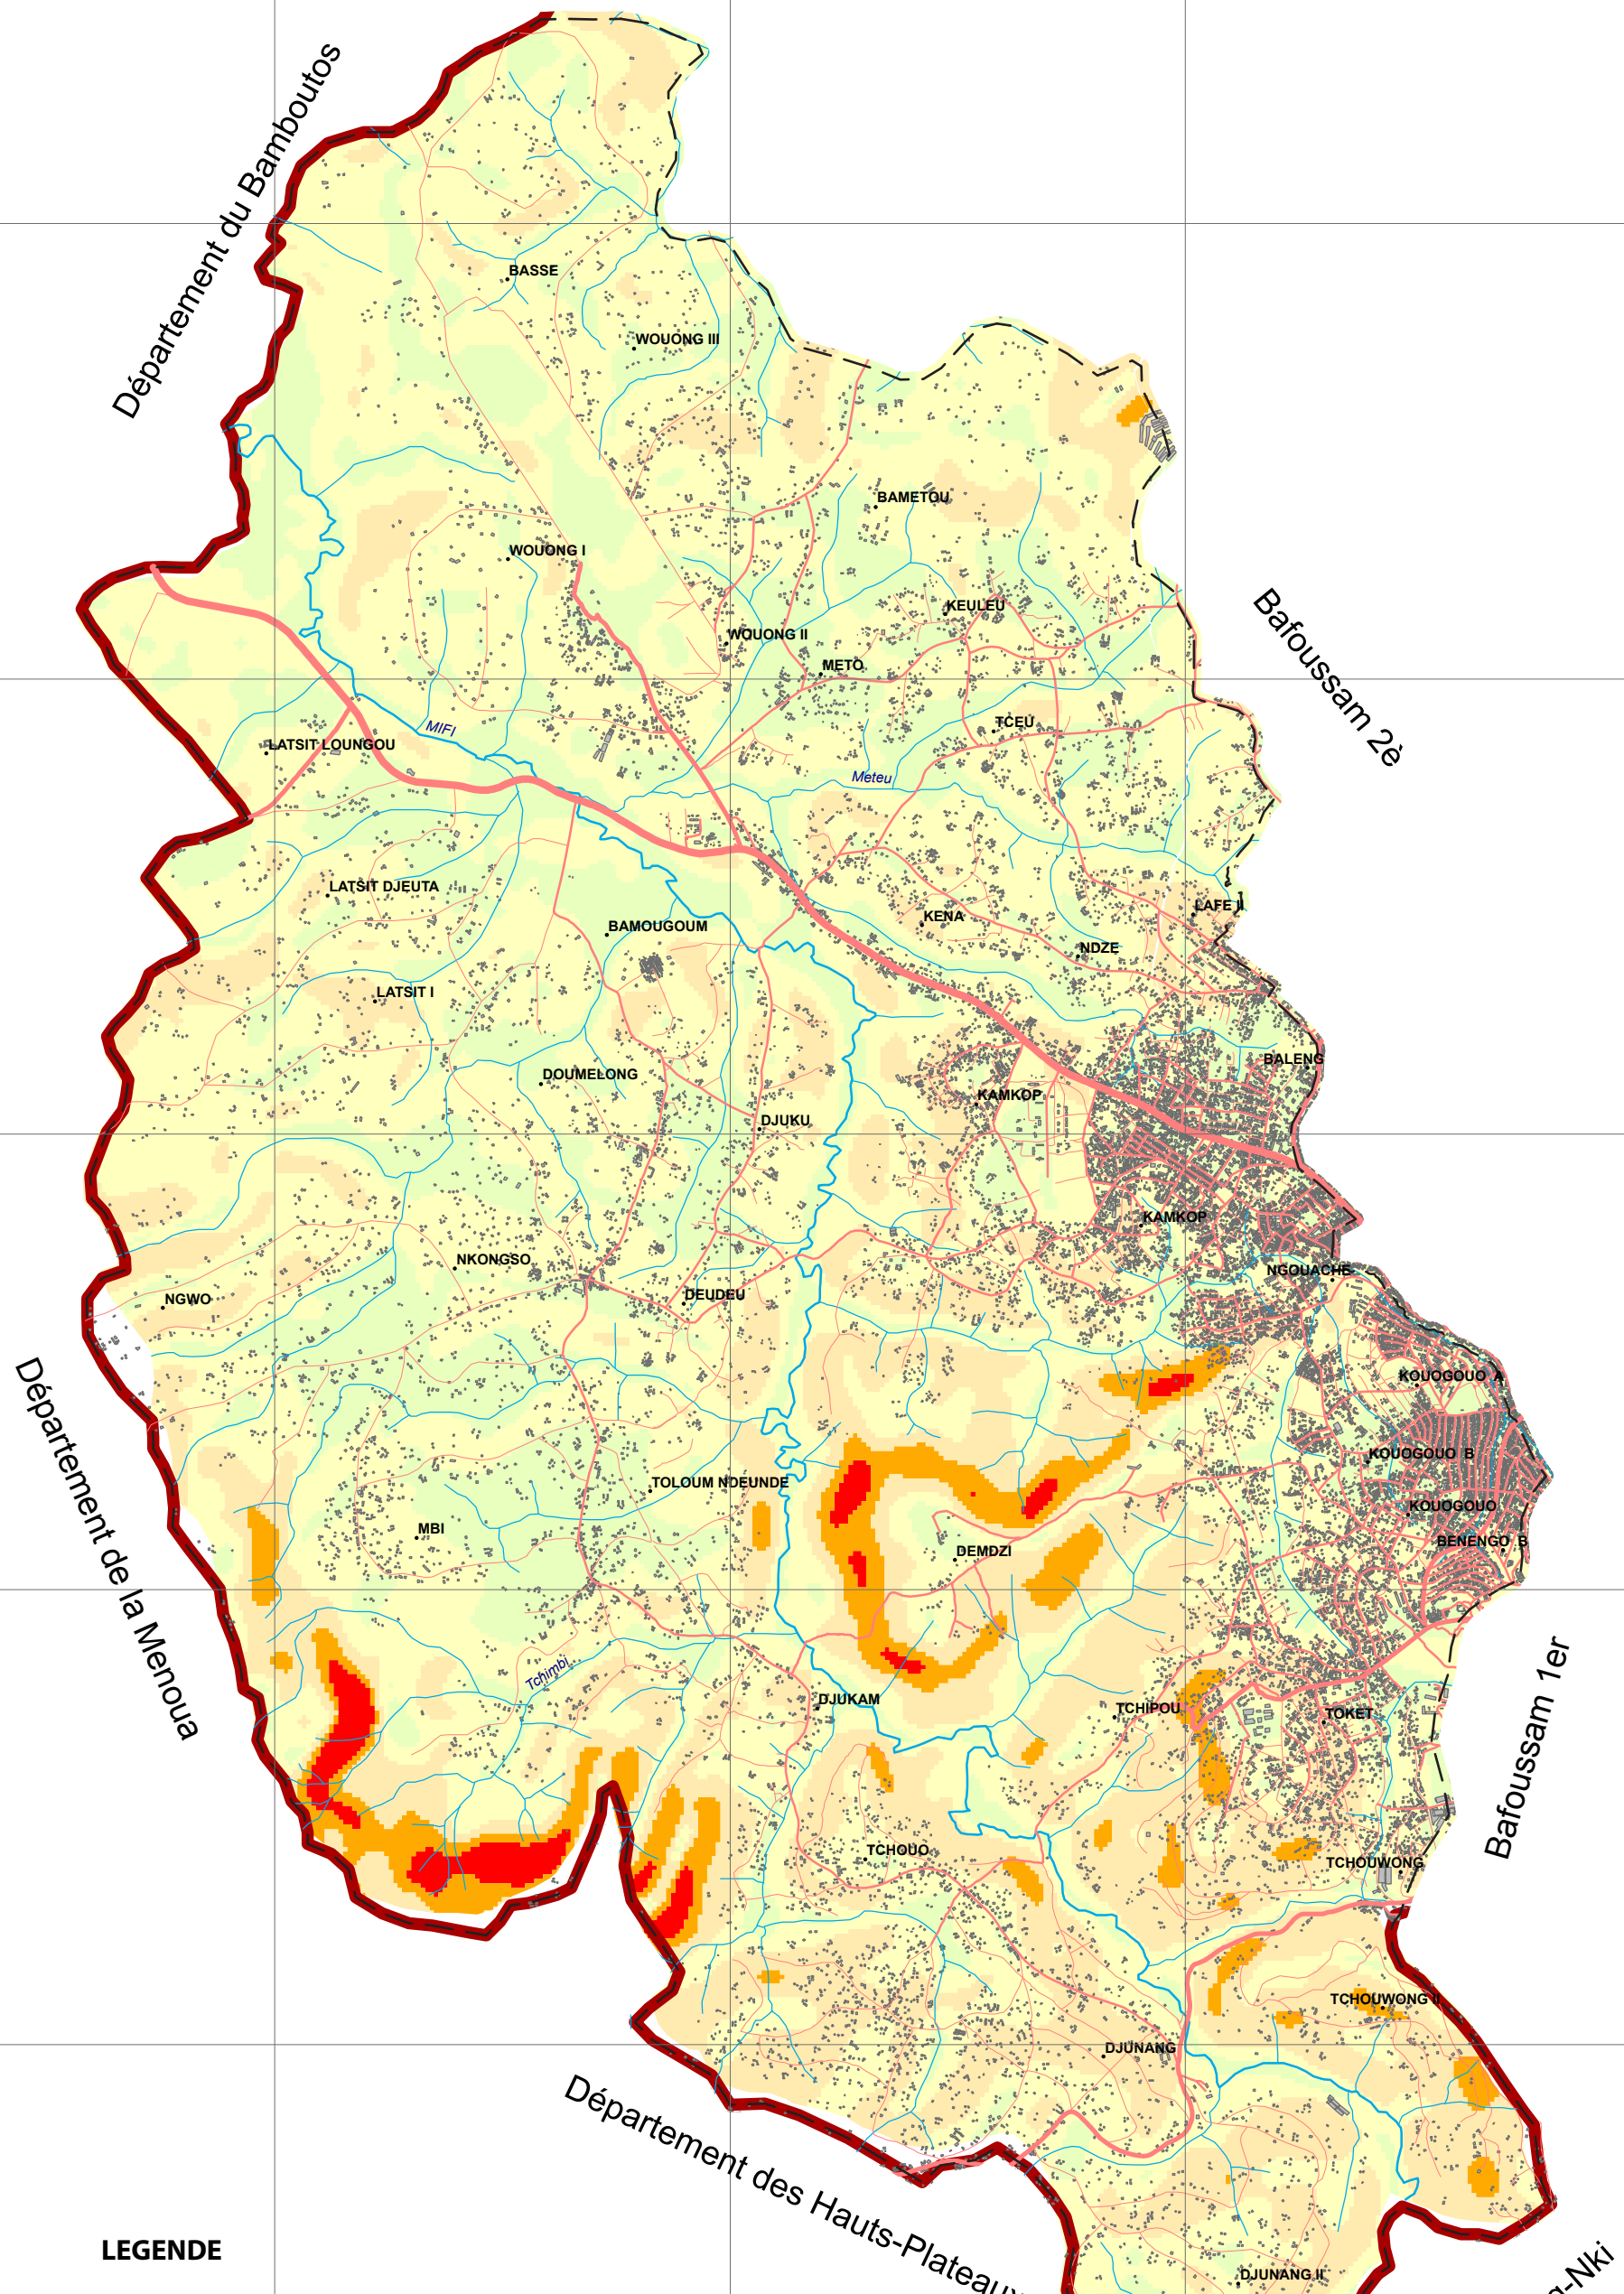 Département du Bamboutos
BASSE
WOUONG III
BAMETOU
WOUONG I
KEULEU
WOUONG II
METO
Bafoussam 2è
TCEU
MIFI
LATSIT LOUNGOU
Meteu
LATSIT DJEUTA
LAFE II
KENA
BAMOUGOUM
NDZE
LATSIT I
BALENG
DOUMELONG
KAMKOP
DJUKU
KAMKOP
NKONGSO
NGOUACHE
DEUDEU
NGWO
KOUOGOUO A
Département de la Menoua
KOUOGOUO B
TOLOUM NDEUNDE
KOUOGOUO
MBI
BENENGO B
DEMDZI
Tchimbi
DJUKAM
TCHIPOU
TOKET
Bafoussam 1er
TCHOUO
TCHOUWONG
TCHOUWONG II
DJUNANG
Département des Hauts-Plateaux
LEGENDE
DJUNANG II
g-Nki